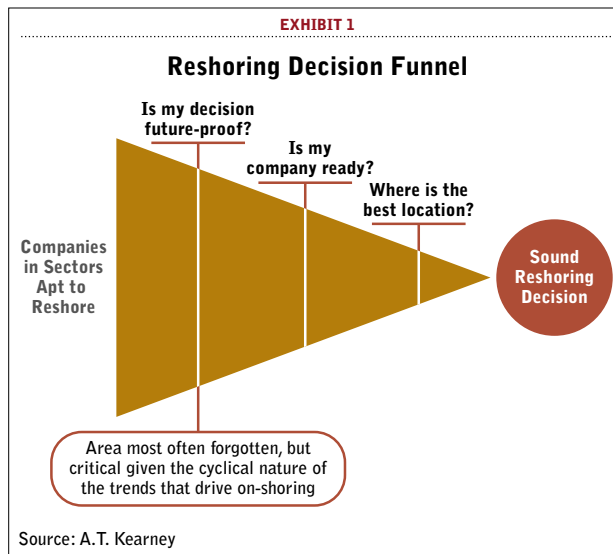 EXHIBIT 1
Reshoring Decision Funnel
Is my decision
future-proof?
Is my
company ready?
Where is the
best location?
Companies
in Sectors
Apt to
Reshore
Sound
Reshoring
Decision
Area most often forgotten, but
critical given the cyclical nature of
the trends that drive on-shoring
Source: A.T. Kearney